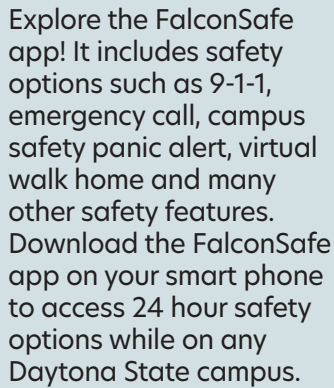 Explore the FalconSafe
app! It includes safety
options such as 9-1-1,
emergency call, campus
safety panic alert, virtual
walk home and many
other safety features.
Download the FalconSafe
app on your smart phone
to access 24 hour safety
options while on any
Daytona State campus.